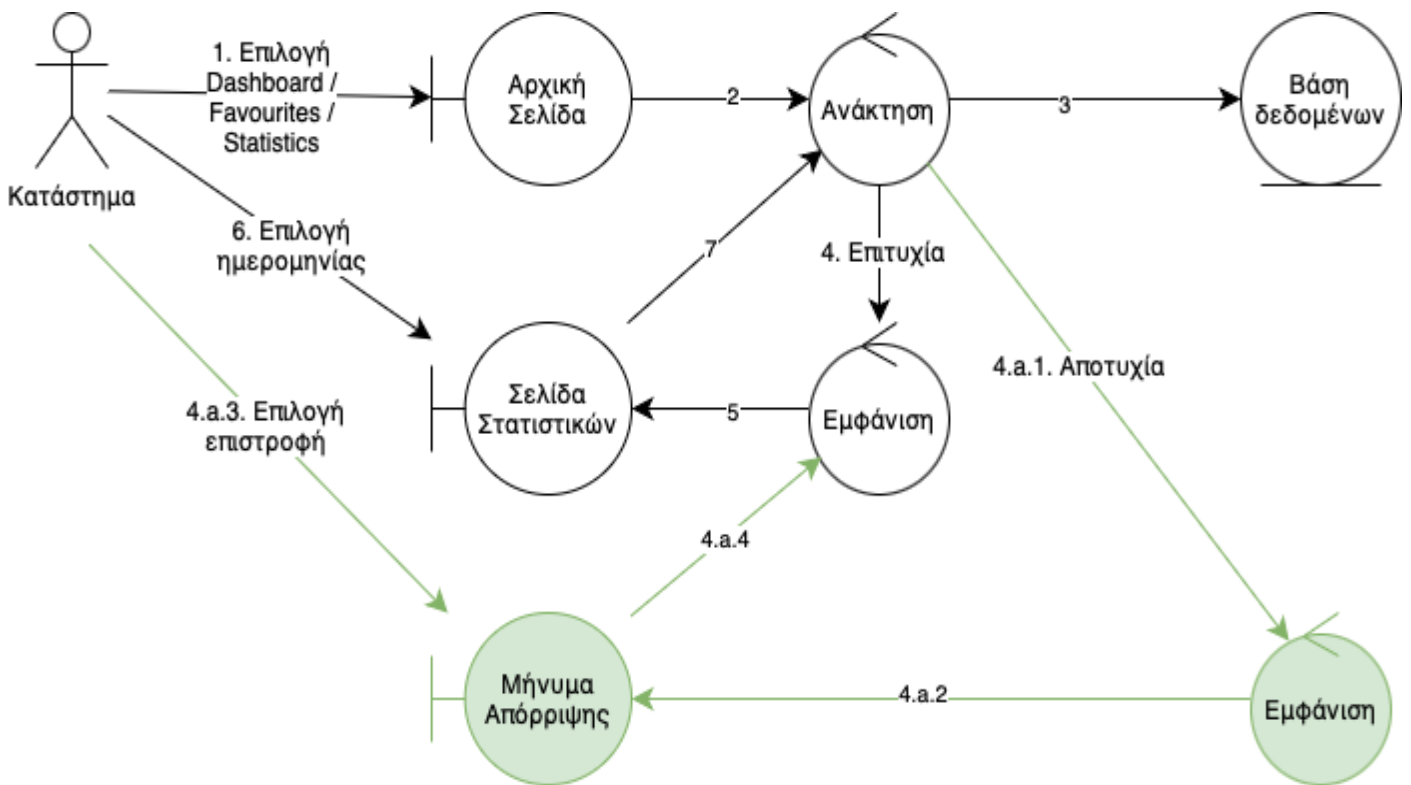 1. Επιλογή
Dashboard /
Favourites /
Statistics
Αρχική
Σελίδα
2
Ανάκτηση
3
Βάση
δεδομένων
Κατάστημα
6. Επιλογή
ημερομηνίας
7
4. Επιτυχία
4.a.1. Αποτυχία
4.a.3. Επιλογή
επιστροφή
Σελίδα
Στατιστικών
5
Εμφάνιση
4.a.4
Μήνυμα
Απόρριψης
4.a.2
Εμφάνιση